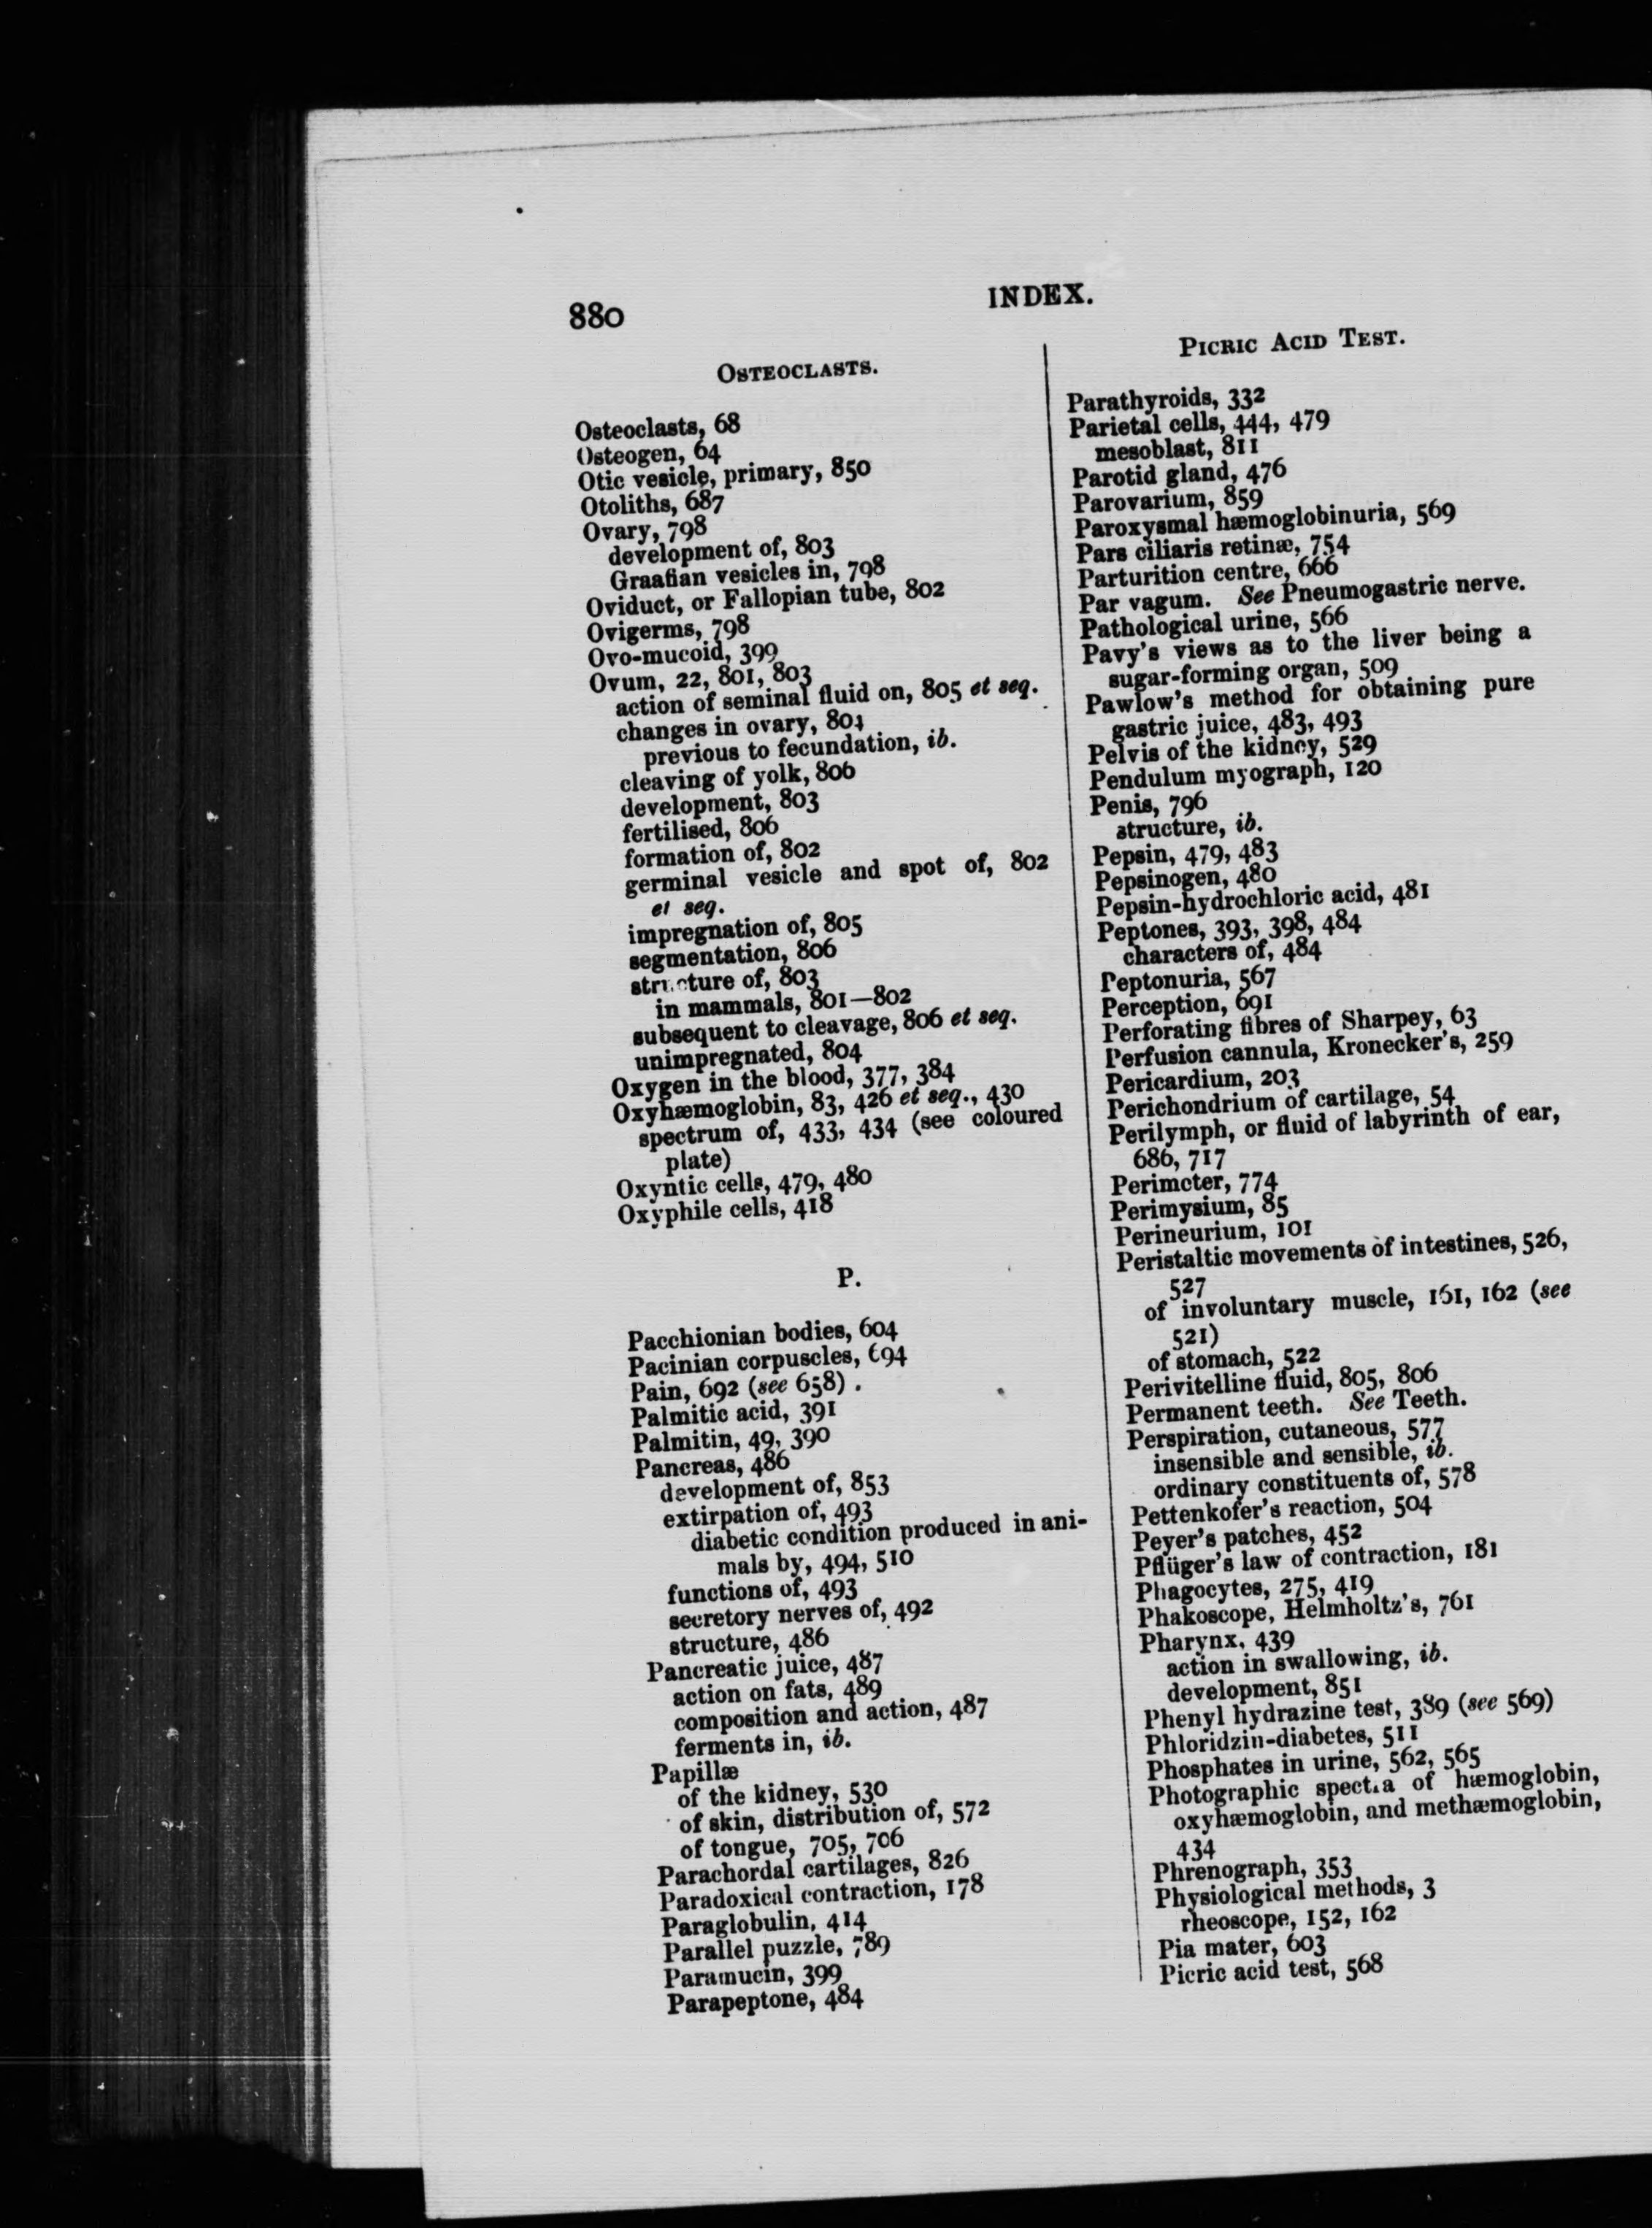 880
INDEX.
OSTEOCLASTS.
Osteoclasts, 68
Osteogen, 64
Otic vesicle, primary, 850
Otoliths, 687
Ovary, 798
development of, 803
Graafian vesicles in, 798
Oviduct, or Fallopian tube, 802
Ovigerms, 798
Ovo-mucoid, 399
Ovum, 22, 801, 803
action of seminal fluid on, 805 et seq.
changes in ovary, 804
previous to fecundation, ib.
cleaving of yolk, 806
development, 803
fertilised, 806
formation of, 802
germinal vesicle and spot of, 802
et seq.
impregnation of, 805
segmentation, 806
structure of, 803
in mammals, 801—802
subsequent to cleavage, 806 et seq.
unimpregnated, 804
Oxygen in the blood, 377, 384
Oxyhæmoglobin, 83, 426 et seq., 430
spectrum of, 433, 434 (see coloured
plate)
Oxyntic cells, 479, 480
Oxyphile cells, 418
P.
Pacchionian bodies, 604
Pacinian corpuscles, 694
Pain, 692 (see 658).
Palmitic acid, 391
Palmitin, 49, 390
Pancreas, 486
development of, 853
extirpation of, 493
diabetic condition produced in ani-
mals by, 494, 510
functions of, 493
secretory nerves of, 492
structure, 486
Pancreatic juice, 487
action on fats, 489
composition and action, 487
ferments in, ib.
Papillæ
of the kidney, 530
of skin, distribution of, 572
of tongue, 705, 706
Parachordal cartilages, 826
Paradoxical contraction, 178
Paraglobulin, 414
Parallel puzzle, 789
Paramucin, 399
Parapeptone, 484
PICRIC ACID TEST.
Parathyroids, 332
Parietal cells, 444, 479
mesoblast, 811
Parotid gland, 476
Parovarium, 859
Paroxysmal hæmoglobinuria, 569
Pars ciliaris retinæ, 754
Parturition centre, 666
Par vagum. See Pneumogastric nerve.
Pathological urine, 566
Pavy's views as to the liver being a
sugar-forming organ, 509
Pawlow's method for obtaining pure
gastric juice, 483, 493
Pelvis of the kidney, 529
Pendulum myograph, 120
Penis, 796
structure, ib.
Pepsin, 479, 483
Pepsinogen, 480
Pepsin-hydrochloric acid, 481
Peptones, 393, 398, 484
characters of, 484
Peptonuria, 567
Perception, 691
Perforating fibres of Sharpey, 63
Perfusion cannula, Kronecker's, 259
Pericardium, 203
Perichondrium of cartilage, 54
Perilymph, or fluid of labyrinth of ear,
686, 717
Perimeter, 774
Perimysium, 85
Perineurium, 101
Peristaltic movements of intestines, 526,
527
of involuntary muscle, 161, 162 (see
521)
of stomach, 522
Perivitelline fluid, 805, 806
Permanent teeth. See Teeth.
Perspiration, cutaneous, 577
insensible and sensible, ib.
ordinary constituents of, 578
Pettenkofer's reaction, 504
Peyer's patches, 452
Pflüger's law of contraction, 181
Phagocytes, 275, 419
Phakoscope, Helmholtz's, 761
Pharynx, 439
action in swallowing, ib.
development, 851
Phenyl hydrazine test, 389 (see 569)
Phloridzin-diabetes, 511
Phosphates in urine, 562, 565
Photographic spectra of hæmoglobin,
oxyhæmoglobin, and methæmoglobin,
434
Phrenograph, 353
Physiological methods, 3
rheoscope, 152, 162
Pia mater, 603
Picric acid test, 568